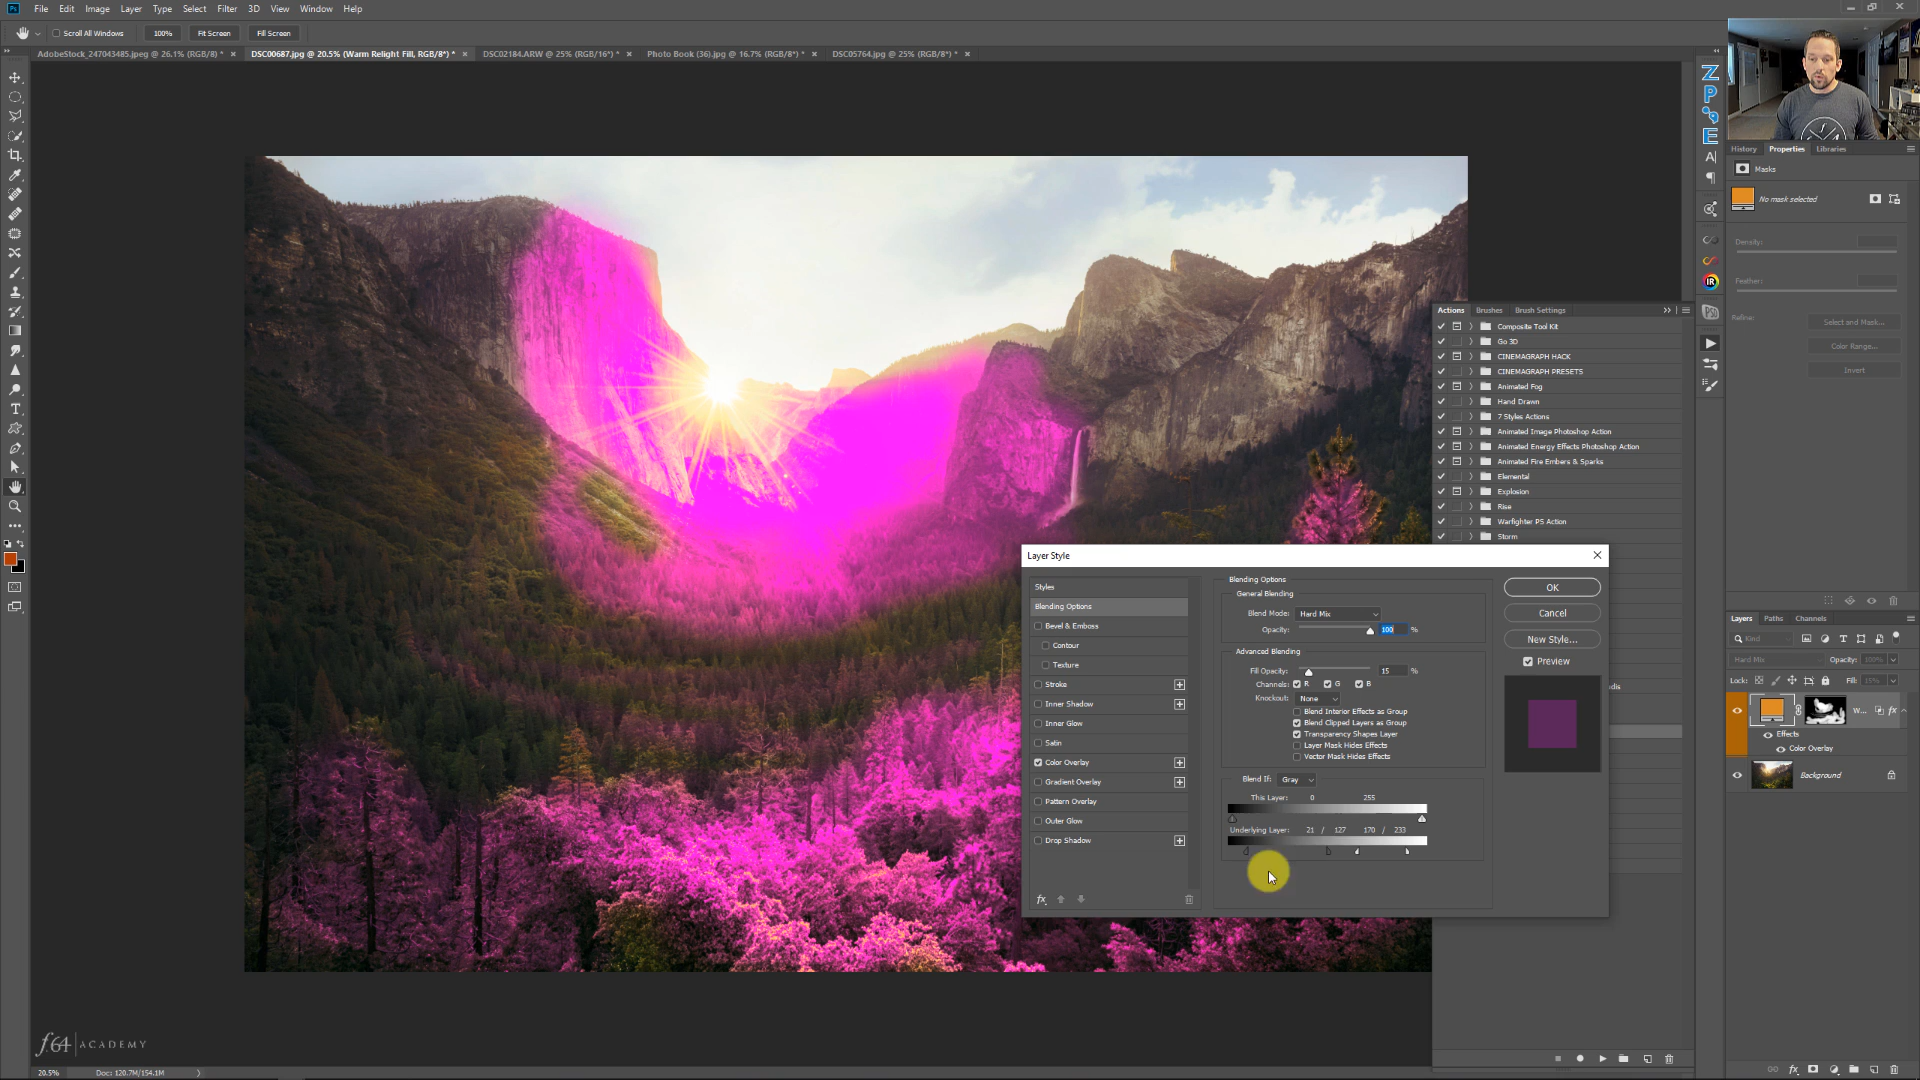 Ps File Edit Image Layer Type Select Filter 3D View Window Help
Scroll All Windows 100% Fit Screen Fill Screen
AdobeStock_247043485.jpeg @ 26.1% (RGB/8) * × DSC00687.jpg @ 20.5% (Warm Relight Fill, RGB/8*) * × DSC02184.ARW @ 25% (RGB/16*) * × Photo Book (36).jpg @ 16.7% (RGB/8*) * × DSC05764.jpg @ 25% (RGB/8*) * ×
History Properties Libraries
Masks
No mask selected
Density:
Feather:
Refine:
Select and Mask...
Color Range...
Invert
Actions Brushes Brush Settings
Composite Tool Kit
Go 3D
CINEMAGRAPH HACK
CINEMAGRAPH PRESETS
Animated Fog
Hand Drawn
7 Styles Actions
Animated Image Photoshop Action
Animated Energy Effects Photoshop Action
Animated Fire Embers & Sparks
Elemental
Explosion
Rise
Warfighter PS Action
Storm
Layer Style
Styles
Blending Options
Bevel & Emboss
Contour
Texture
Stroke
Inner Shadow
Inner Glow
Satin
Color Overlay
Gradient Overlay
Pattern Overlay
Outer Glow
Drop Shadow
fx
Blending Options
General Blending
Blend Mode: Hard Mix
Opacity: 100 %
Advanced Blending
Fill Opacity: 15 %
Channels: R G B
Knockout: None
Blend Interior Effects as Group
Blend Clipped Layers as Group
Transparency Shapes Layer
Layer Mask Hides Effects
Vector Mask Hides Effects
Blend If: Gray
This Layer: 0 255
Underlying Layer: 21 / 127 170 / 233
OK
Cancel
New Style...
Preview
Layers Paths Channels
Kind
Hard Mix Opacity: 100%
Lock: Fill: 15%
W... fx
Effects
Color Overlay
Background
Z
P
E
A
IR
f64 ACADEMY
20.5% Doc: 120.7M/154.1M
fx